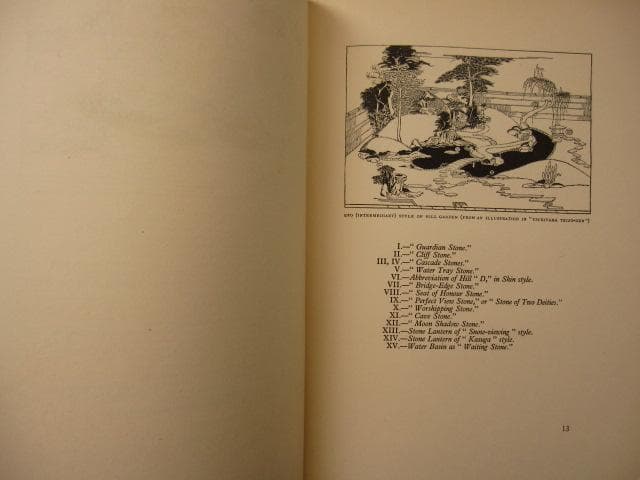 GYO (INTERMEDIARY) STYLE OF HILL GARDEN (FROM AN ILLUSTRATION IN "TSUKIYAMA TEIZO-DEN")
I.—" Guardian Stone."
II.—" Cliff Stone."
III, IV.—" Cascade Stones."
V.—" Water Tray Stone."
VI.—Abbreviation of Hill " D," in Shin style.
VII.—" Bridge-Edge Stone."
VIII.—" Seat of Honour Stone."
IX.—" Perfect View Stone," or " Stone of Two Deities."
X.—" Worshipping Stone."
XI.—" Cave Stone."
XII.—" Moon Shadow Stone."
XIII.—Stone Lantern of " Snow-viewing " style.
XIV.—Stone Lantern of " Kasuga " style.
XV.—Water Basin as " Waiting Stone."
13